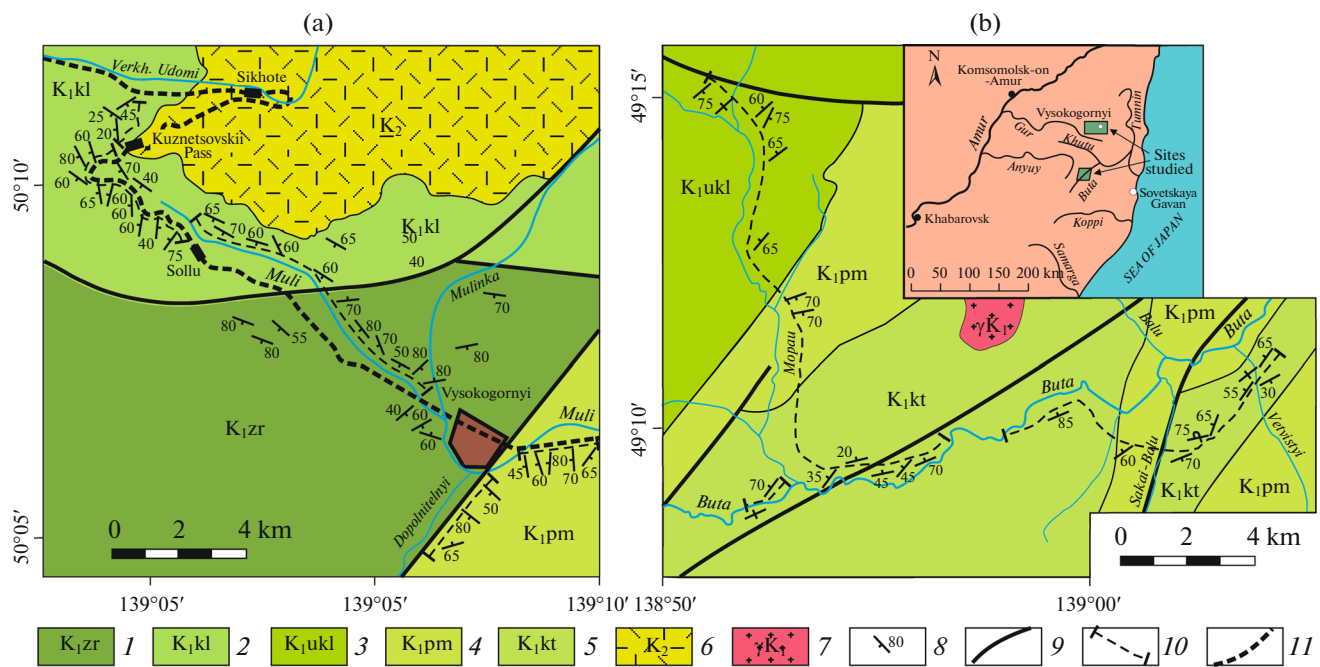 (a)
Verkh. Udomi
Sikhote
K₁kl
K₂
25
45
20
60
Kuznetsovskii
Pass
80
60
70
40
65
60
60
60
40
75
Sollu
65
70
60
60
65
K₁kl
50
40
60
Muli
Mulinka
70
70
80
55
80
80
70
50
80
80
Vysokogornyi
40
60
60
K₁zr
Muli
45
60
80
70
65
50
80
65
Dopolnitelnyi
K₁pm
0 2 4 km
50°10′
50°05′
139°05′
139°05′
139°10′
(b)
49°15′
49°10′
75
60
75
65
K₁ukl
65
K₁pm
70
70
Mopau
γK₁
K₁kt
20
35
45
45
70
70
Buta
Buta
85
60
Balu
K₁pm
Buta
65
55
30
65
75
70
Sakai-Balu
Vetvistyi
K₁kt
K₁pm
0 2 4 km
138°50′
139°00′
N
Komsomolsk-on
-Amur
Vysokogornyi
Tumnin
Amur
Gur
Khutu
Anyuy
Buta
Sites
studied
Sovetskaya
Gavan
Khabarovsk
Koppi
Samarga
SEA OF JAPAN
0 50 100 150 200 km
K₁zr 1
K₁kl 2
K₁ukl 3
K₁pm 4
K₁kt 5
K₂ 6
γK₁ 7
80 8
9
10
11